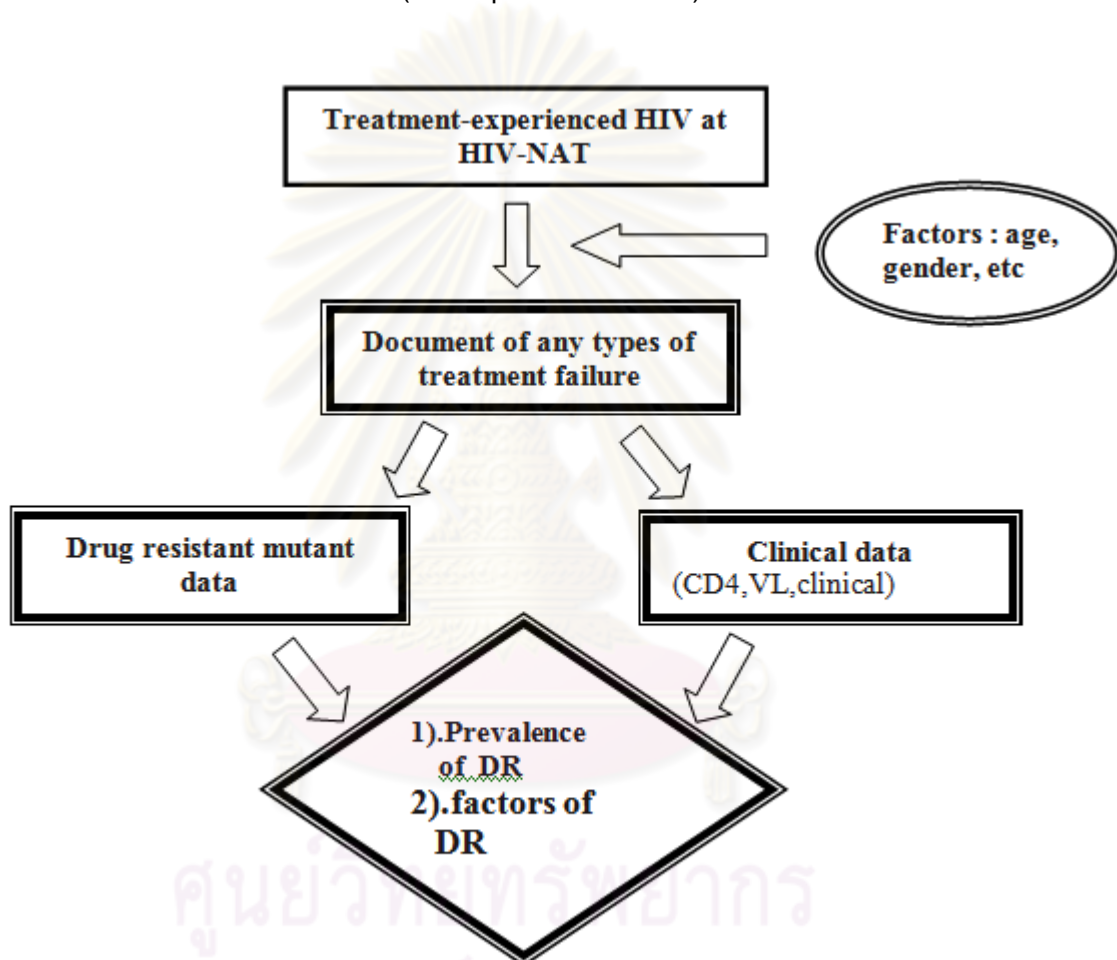 Treatment-experienced HIV at
HIV-NAT
Factors : age,
gender, etc
Document of any types of
treatment failure
Drug resistant mutant
data
Clinical data
(CD4,VL,clinical)
1).Prevalence
of DR
2).factors of
DR
ศูนย์วิทยทรัพยากร